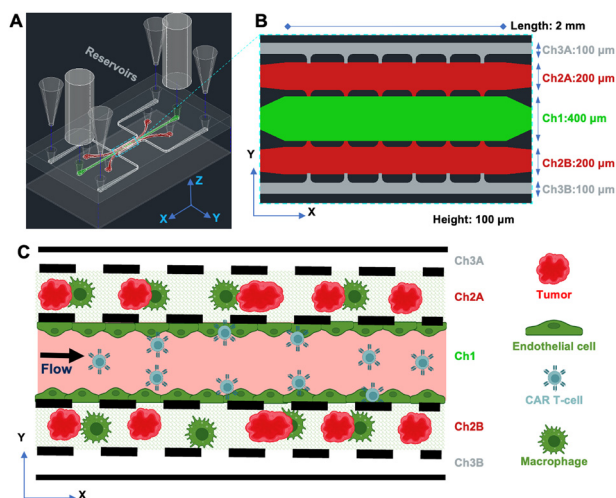 A
Reservoirs
Z
X
Y
B
Length: 2 mm
Ch3A:100 μm
Ch2A:200 μm
Ch1:400 μm
Ch2B:200 μm
Ch3B:100 μm
Y
X
Height: 100 μm
C
Ch3A
Ch2A
Ch1
Ch2B
Ch3B
Flow
Y
X
Tumor
Endothelial cell
CAR T-cell
Macrophage